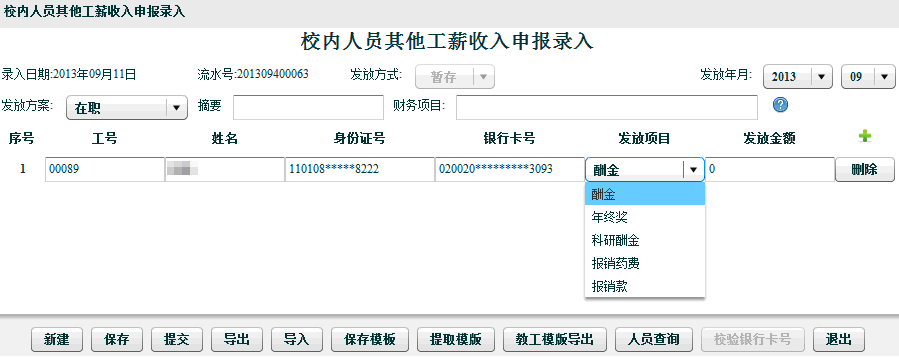 校内人员其他工薪收入申报录入
校内人员其他工薪收入申报录入
录入日期:2013年09月11日 流水号:201309400063 发放方式: 暂存 发放年月: 2013 09
发放方案: 在职 摘要 财务项目: ?
序号 工号 姓名 身份证号 银行卡号 发放项目 发放金额
1 00089 110108*****8222 020020*********3093 酬金 0 删除
酬金
年终奖
科研酬金
报销药费
报销款
新建 保存 提交 导出 导入 保存模板 提取模版 教工模版导出 人员查询 校验银行卡号 退出